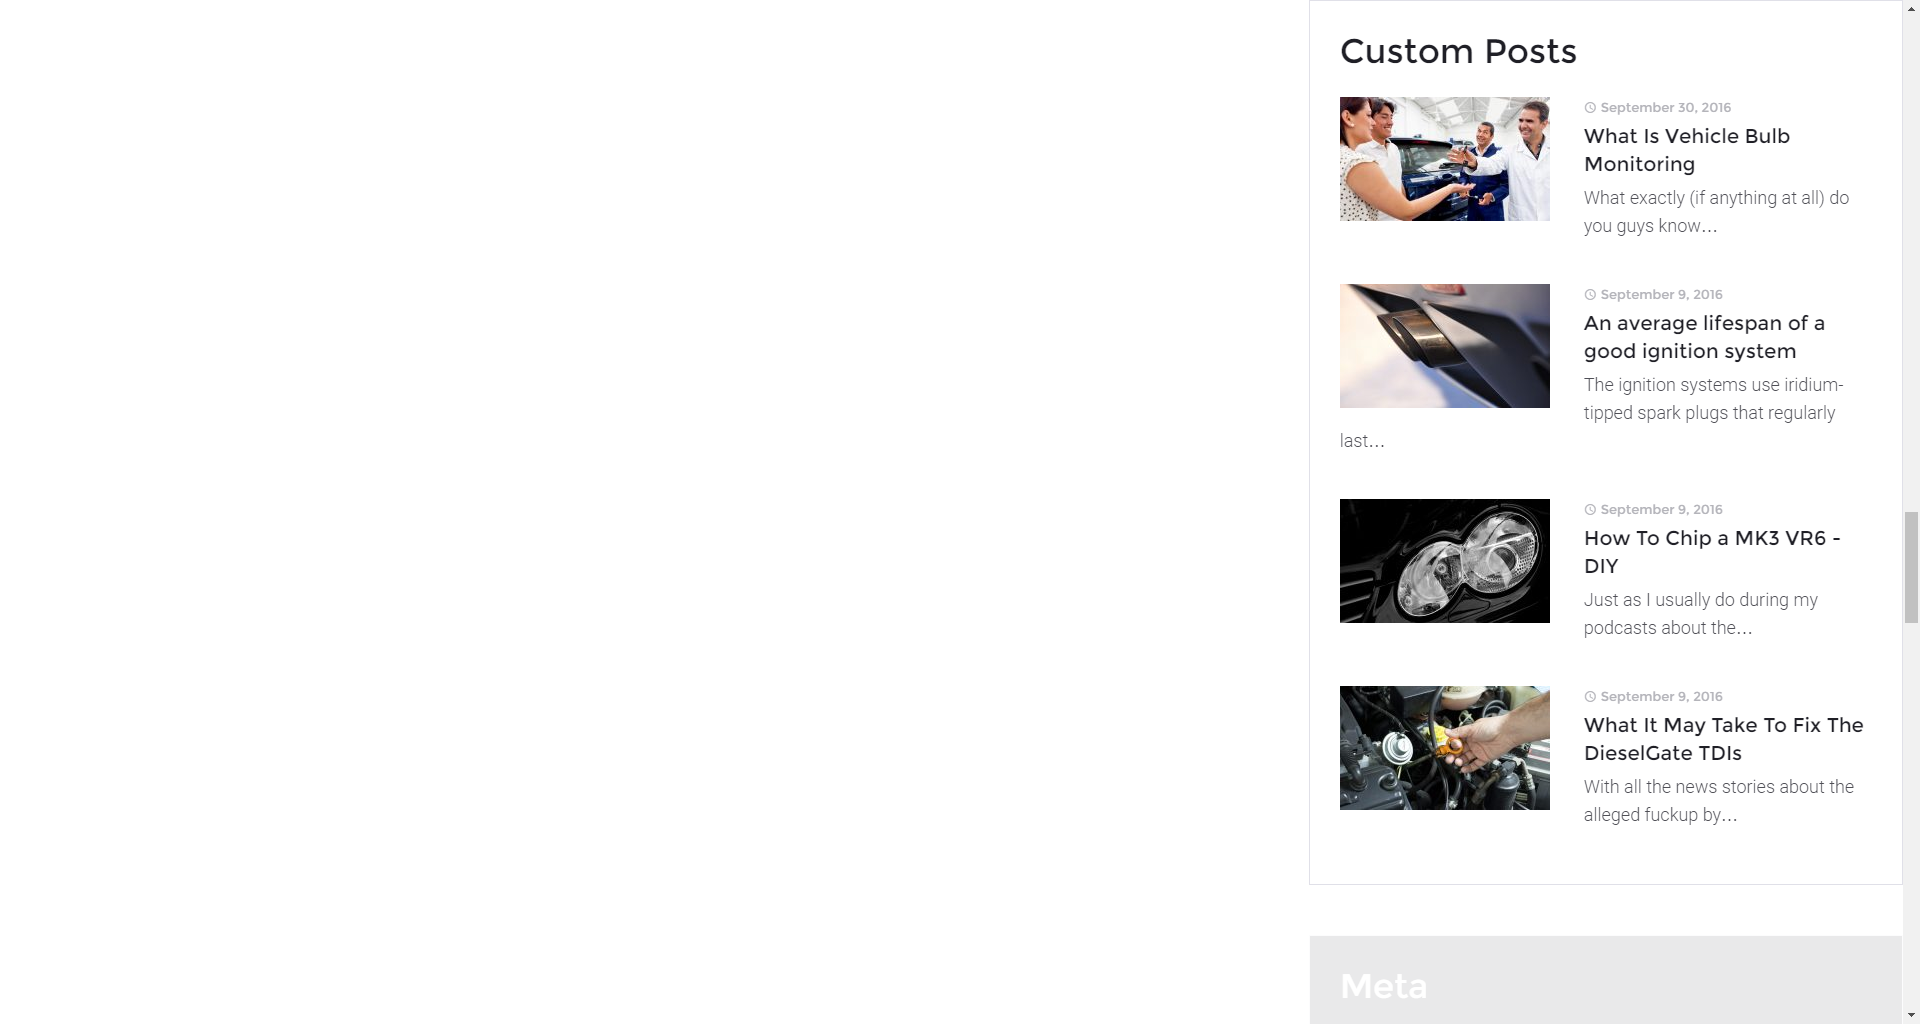 Custom Posts
September 30, 2016
What Is Vehicle Bulb
Monitoring
What exactly (if anything at all) do
you guys know…
September 9, 2016
An average lifespan of a
good ignition system
The ignition systems use iridium-
tipped spark plugs that regularly
last…
September 9, 2016
How To Chip a MK3 VR6 -
DIY
Just as I usually do during my
podcasts about the…
September 9, 2016
What It May Take To Fix The
DieselGate TDIs
With all the news stories about the
alleged fuckup by…
Meta